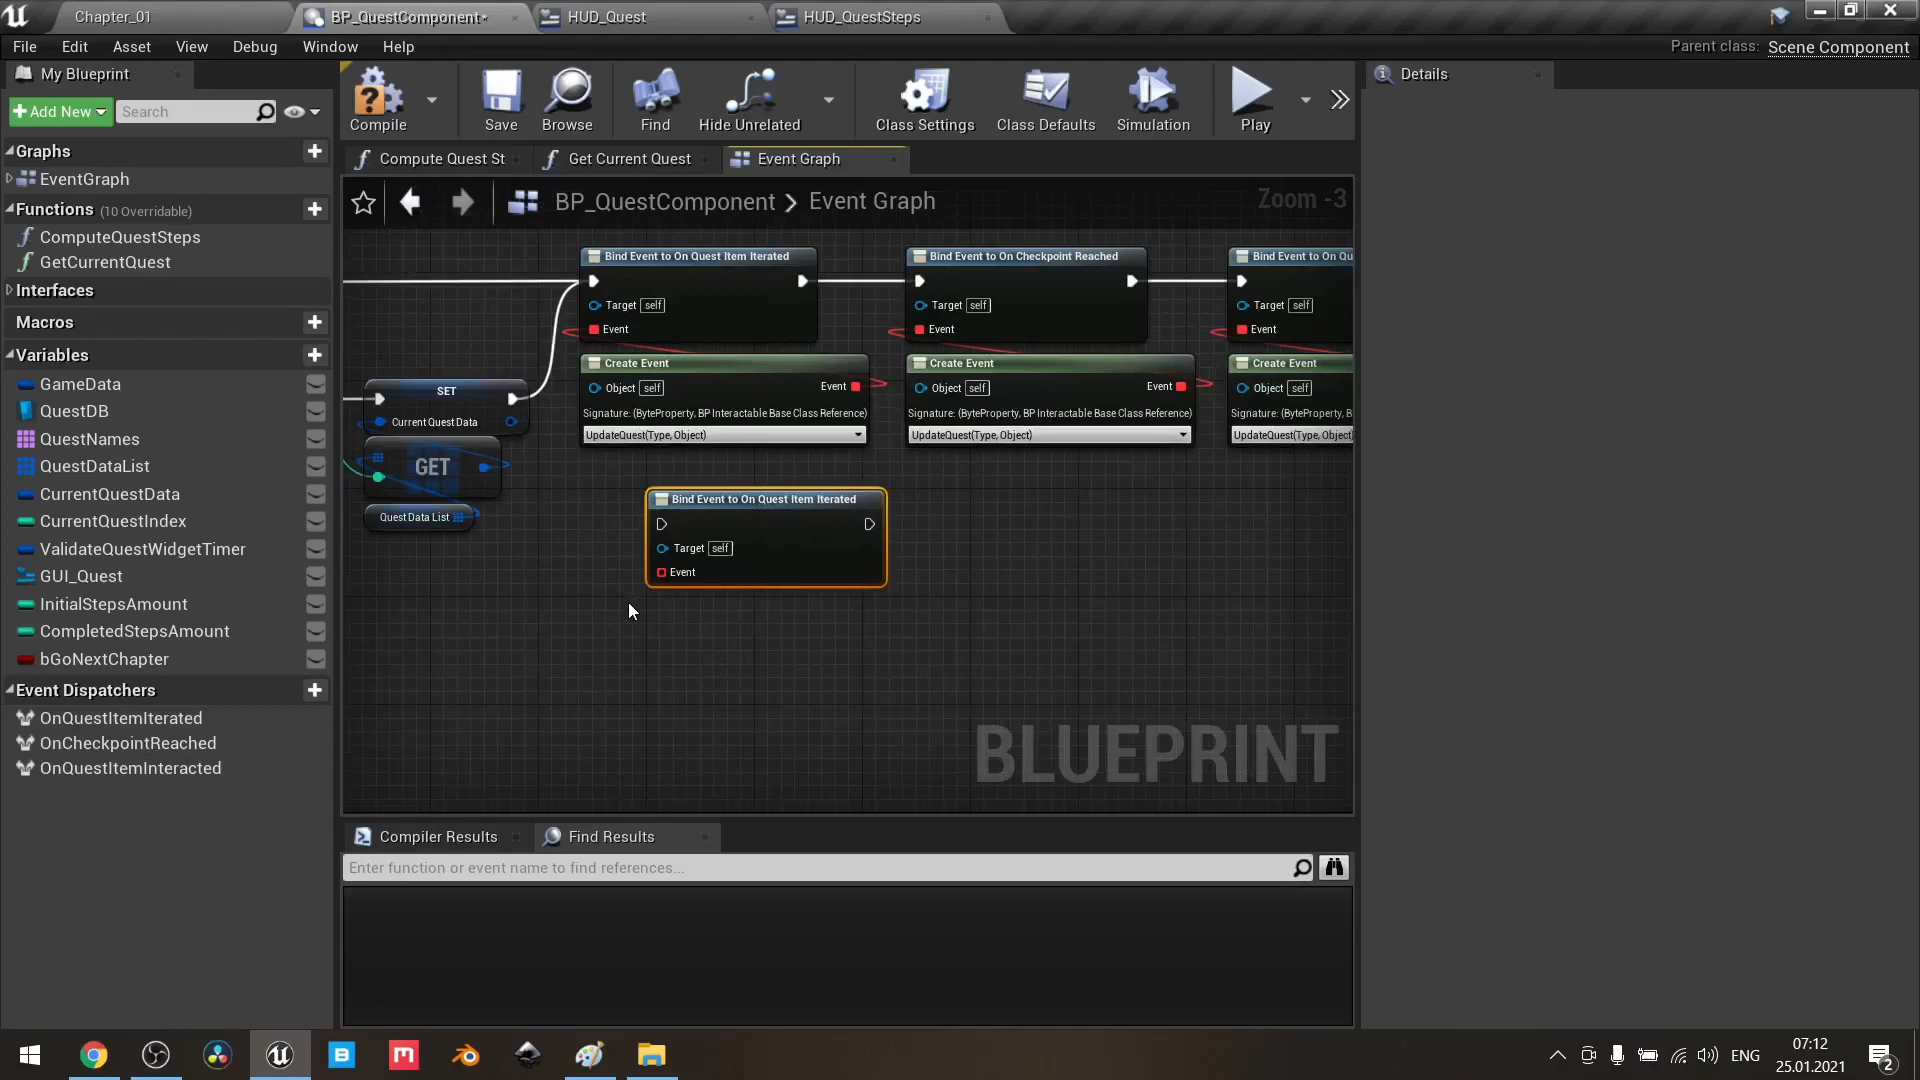 Chapter_01
BP_QuestComponent*
HUD_Quest
HUD_QuestSteps
File Edit Asset View Debug Window Help
Parent class: Scene Component
My Blueprint
Add New
Search
Graphs
EventGraph
Functions (10 Overridable)
ComputeQuestSteps
GetCurrentQuest
Interfaces
Macros
Variables
GameData
QuestDB
QuestNames
QuestDataList
CurrentQuestData
CurrentQuestIndex
ValidateQuestWidgetTimer
GUI_Quest
InitialStepsAmount
CompletedStepsAmount
bGoNextChapter
Event Dispatchers
OnQuestItemIterated
OnCheckpointReached
OnQuestItemInteracted
Compile
Save
Browse
Find
Hide Unrelated
Class Settings
Class Defaults
Simulation
Play
Compute Quest St
Get Current Quest
Event Graph
BP_QuestComponent > Event Graph
Zoom -3
SET
Current Quest Data
GET
Quest Data List
Bind Event to On Quest Item Iterated
Target self
Event
Create Event
Object self
Event
Signature: (ByteProperty, BP Interactable Base Class Reference)
UpdateQuest(Type, Object)
Bind Event to On Checkpoint Reached
Target self
Event
Create Event
Object self
Event
Signature: (ByteProperty, BP Interactable Base Class Reference)
UpdateQuest(Type, Object)
Bind Event to On Qu
Target self
Event
Create Event
Object self
Signature: (ByteProperty, B
UpdateQuest(Type, Object)
Bind Event to On Quest Item Iterated
Target self
Event
BLUEPRINT
Compiler Results
Find Results
Enter function or event name to find references...
Details
ENG
07:12
25.01.2021
2